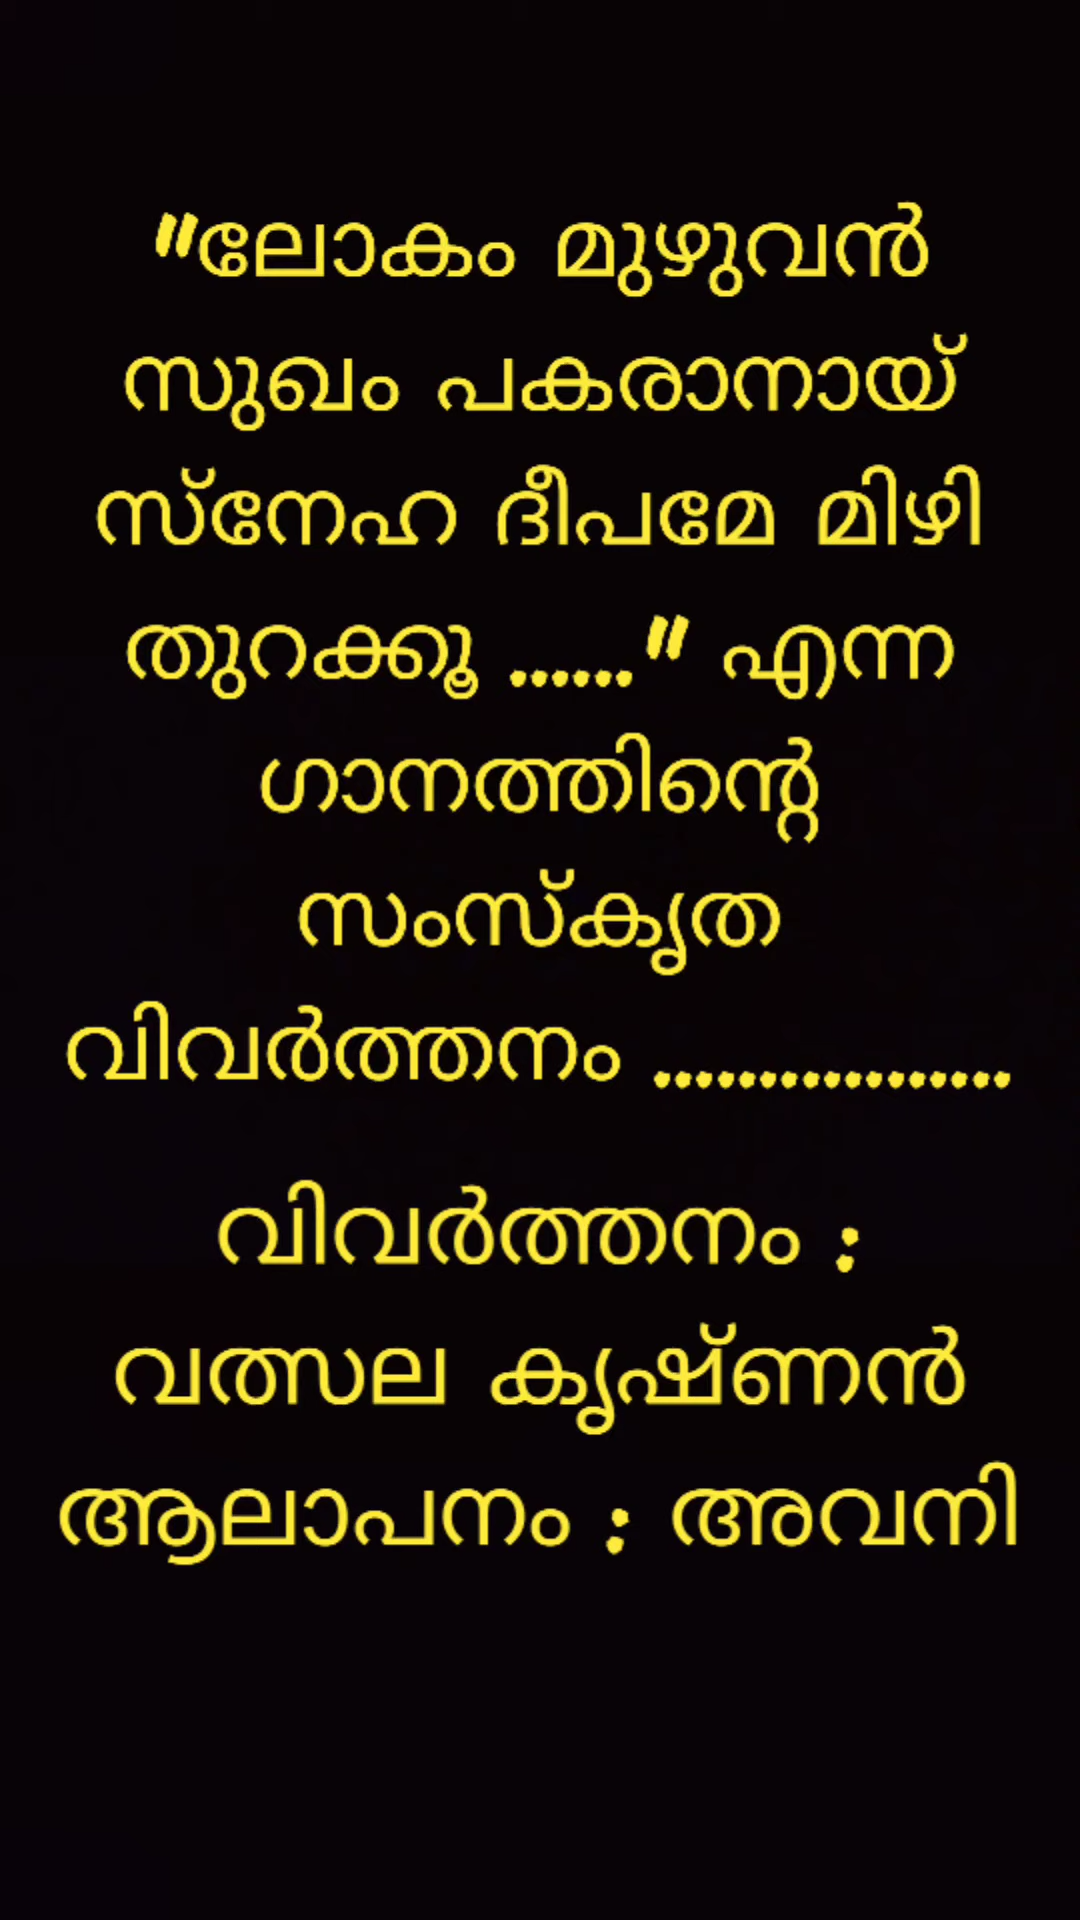 "ലോകം മുഴുവൻ
സുഖം പകരാനായ്
സ്നേഹ ദീപമേ മിഴി
തുറക്കൂ ......" എന്ന
ഗാനത്തിന്റെ
സംസ്കൃത
വിവർത്തനം .................
വിവർത്തനം :
വത്സല കൃഷ്ണൻ
ആലാപനം : അവനി